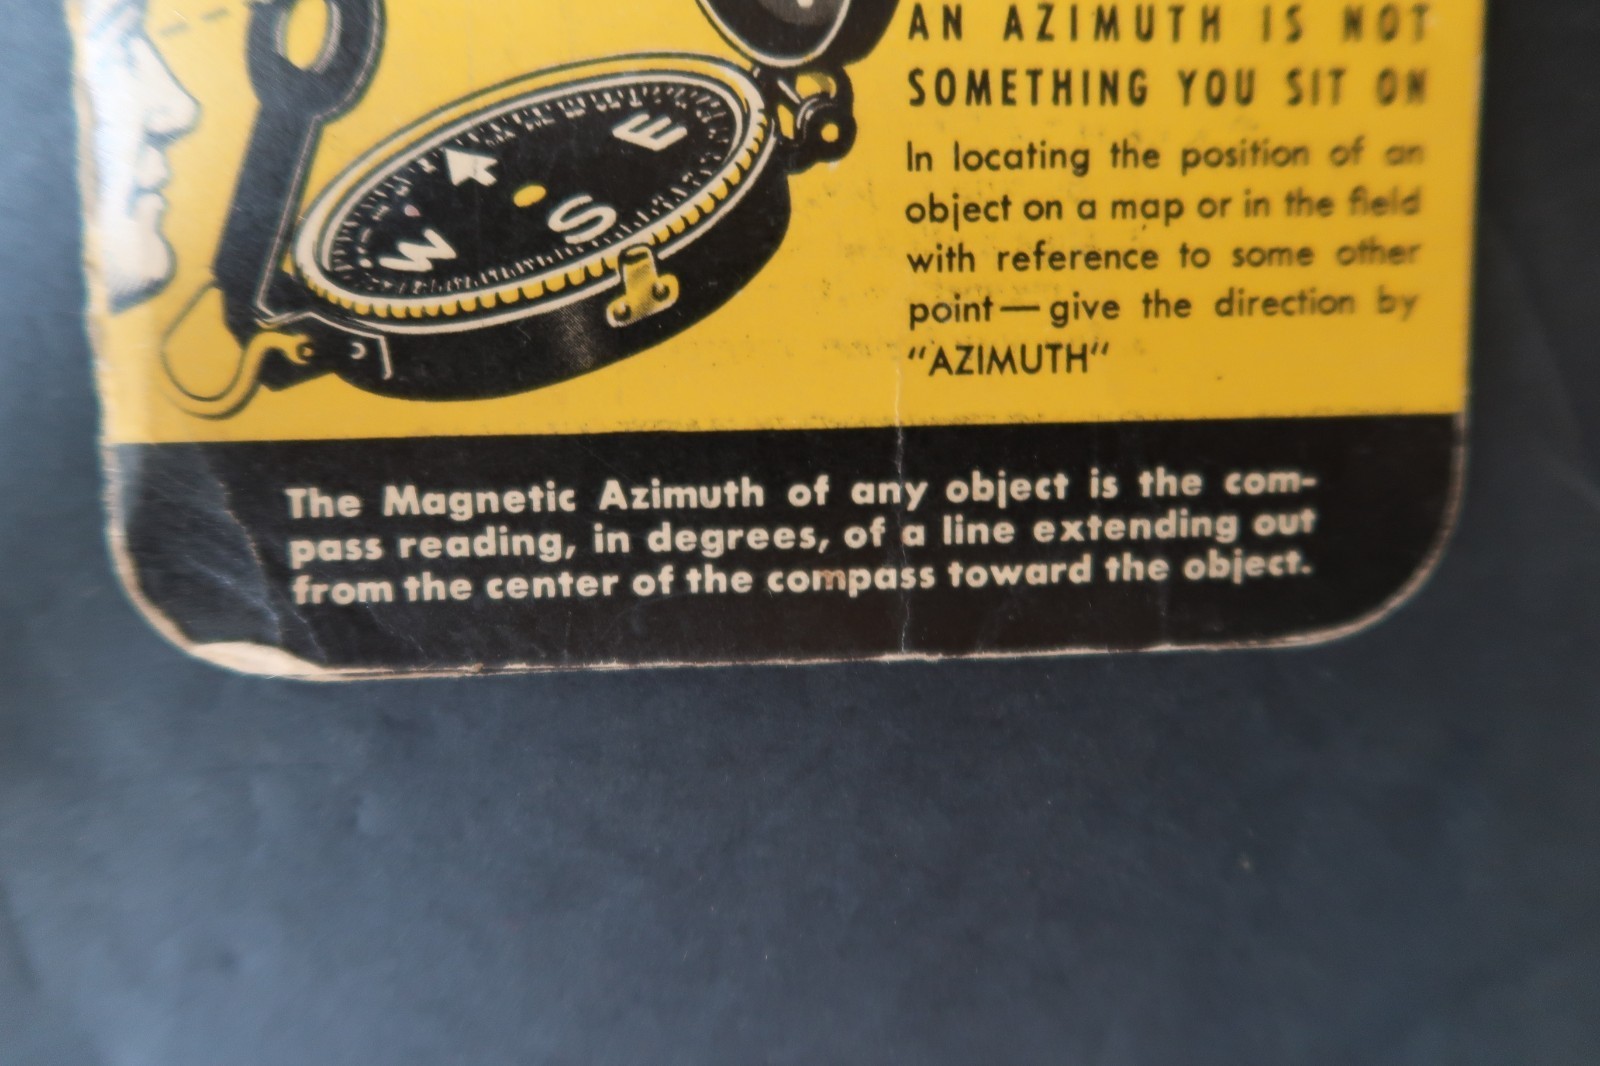 AN AZIMUTH IS NOT
SOMETHING YOU SIT ON
In locating the position of an
object on a map or in the field
with reference to some other
point—give the direction by
“AZIMUTH”
E
S
W
The Magnetic Azimuth of any object is the com-
pass reading, in degrees, of a line extending out
from the center of the compass toward the object.